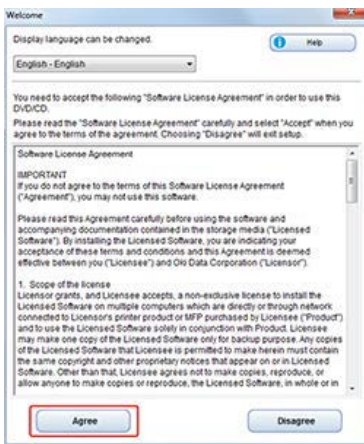 Welcome
Display language can be changed.
Help
English - English
You need to accept the following "Software License Agreement" in order to use this
DVD/CD.
Please read the "Software License Agreement" carefully and select "Accept" when you
agree to the terms of the agreement. Choosing "Disagree" will exit setup.
Software License Agreement
IMPORTANT
If you do not agree to the terms of this Software License Agreement
("Agreement"), you may not use this software.
Please read this Agreement carefully before using the software and
accompanying documentation contained in the storage media ("Licensed
Software"). By installing the Licensed Software, you are indicating your
acceptance of these terms and conditions and this Agreement is deemed
effective between you ("Licensee") and Oki Data Corporation ("Licensor").
1. Scope of the license
Licensor grants, and Licensee accepts, a non-exclusive license to install the
Licensed Software on multiple computers which are directly or through network
connected to Licensor's printer product or MFP purchased by Licensee ("Product")
and to use the Licensed Software solely in conjunction with Product. Licensee
may make one copy of the Licensed Software only for backup purpose. Any copies
of the Licensed Software that Licensee is permitted to make herein must contain
the same copyright and other proprietary notices that appear on or in Licensed
Software. Other than that, Licensee agrees not to make copies, reproduce, or
allow anyone to make copies or reproduce, the Licensed Software, in whole or in
Agree
Disagree